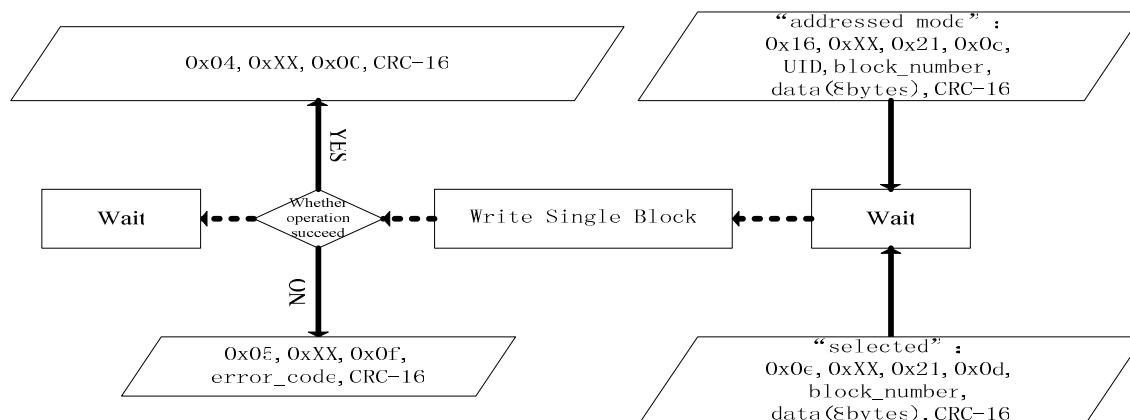 “addressed mode”:
0x16,0xXX,0x21,0x0c,
UID,block_number,
data(8bytes),CRC-16
0x04,0xXX,0x00,CRC-16
YES
Wait
Whether
operation
succeed
Write Single Block
Wait
ON
0x05,0xXX,0x0f,
error_code,CRC-16
“selected”:
0x0e,0xXX,0x21,0x0d,
block_number,
data(8bytes),CRC-16